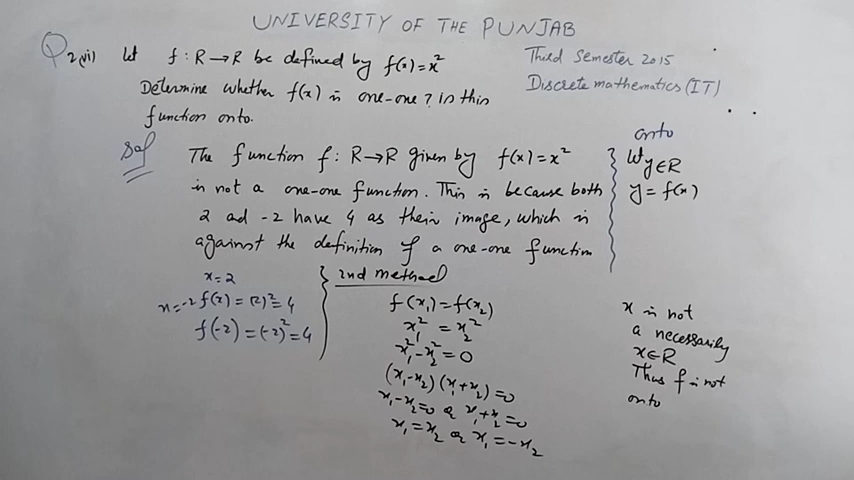 UNIVERSITY OF THE PUNJAB
Third Semester 2015
Discrete mathematics (IT)
Q 2(vi) let f : R → R be defined by f(x) = x²
Determine whether f(x) is one-one? is this
function onto.
Sol
The function f : R → R given by f(x) = x²
is not a one-one function. This is because both
2 ad -2 have 4 as their image, which is
against the definition of a one-one function
x = 2
x = -2 f(2) = (2)² = 4
f(-2) = (-2)² = 4
2nd method
f(x₁) = f(x₂)
x₁² = x₂²
x₁² - x₂² = 0
(x₁ - x₂) (x₁ + x₂) = 0
x₁ - x₂ = 0 or x₁ + x₂ = 0
x₁ = x₂ or x₁ = -x₂
onto
let y ∈ R
y = f(x)
x is not
a necessarily
x ∈ R
Thus f is not
onto